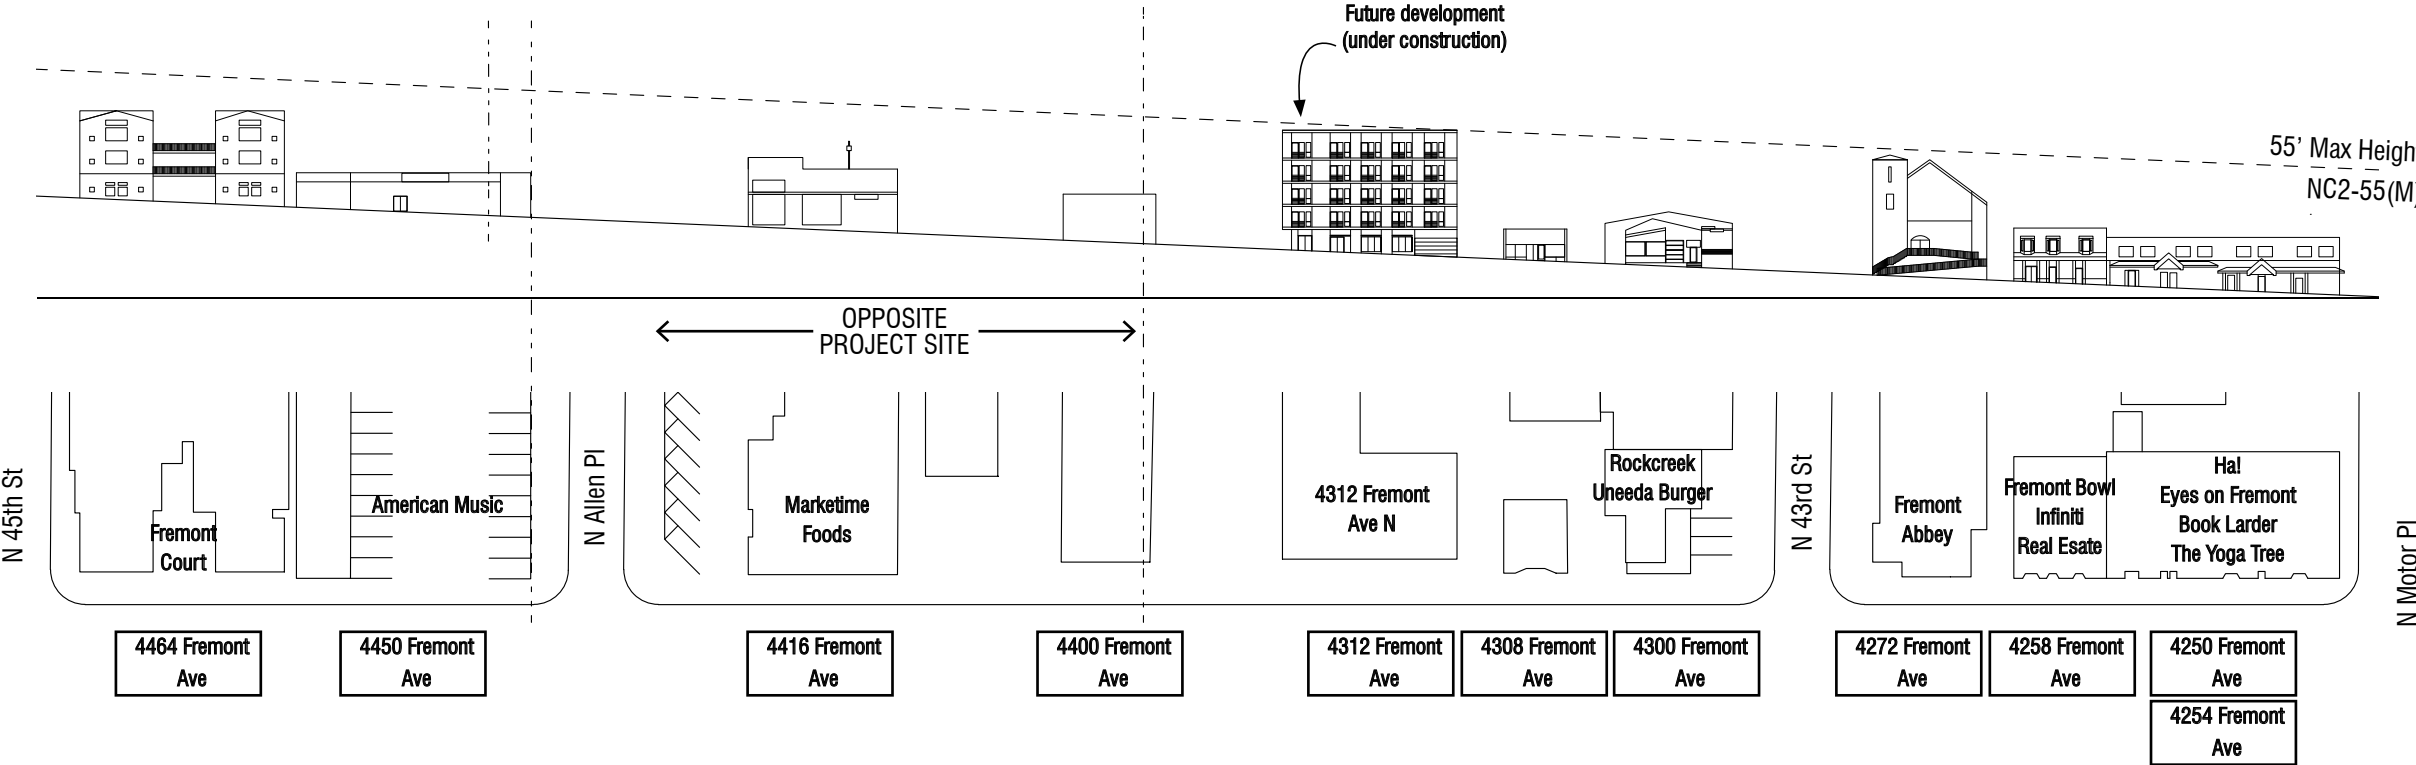 Future development
(under construction)
55' Max Heigh
NC2-55(M)
OPPOSITE
PROJECT SITE
N 45th St
Fremont
Court
American Music
N Allen Pl
Marketime
Foods
4312 Fremont
Ave N
Rockcreek
Uneeda Burger
N 43rd St
Fremont
Abbey
Fremont Bowl
Infiniti
Real Esate
Ha!
Eyes on Fremont
Book Larder
The Yoga Tree
N Motor Pl
4464 Fremont
Ave
4450 Fremont
Ave
4416 Fremont
Ave
4400 Fremont
Ave
4312 Fremont
Ave
4308 Fremont
Ave
4300 Fremont
Ave
4272 Fremont
Ave
4258 Fremont
Ave
4250 Fremont
Ave
4254 Fremont
Ave